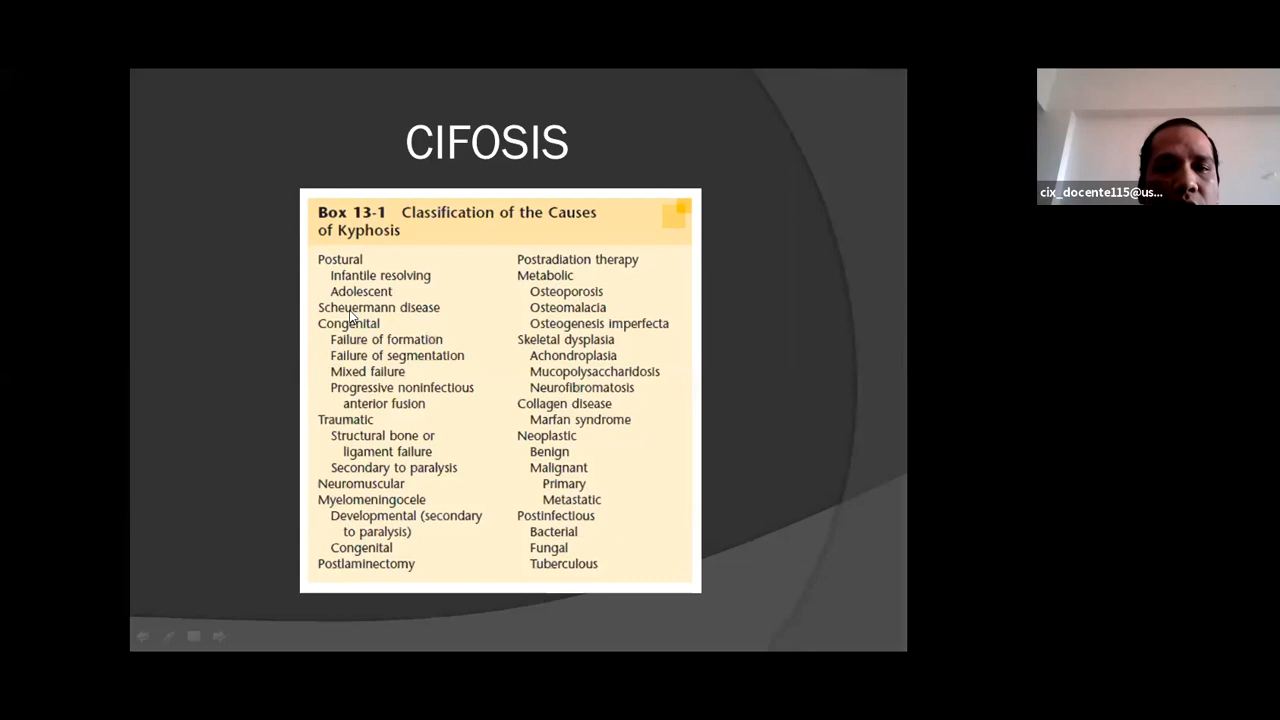 CIFOSIS
Box 13-1 Classification of the Causes
of Kyphosis
Postural
Infantile resolving
Adolescent
Scheuermann disease
Congenital
Failure of formation
Failure of segmentation
Mixed failure
Progressive noninfectious
anterior fusion
Traumatic
Structural bone or
ligament failure
Secondary to paralysis
Neuromuscular
Myelomeningocele
Developmental (secondary
to paralysis)
Congenital
Postlaminectomy
Postradiation therapy
Metabolic
Osteoporosis
Osteomalacia
Osteogenesis imperfecta
Skeletal dysplasia
Achondroplasia
Mucopolysaccharidosis
Neurofibromatosis
Collagen disease
Marfan syndrome
Neoplastic
Benign
Malignant
Primary
Metastatic
Postinfectious
Bacterial
Fungal
Tuberculous
cix_docente115@us...